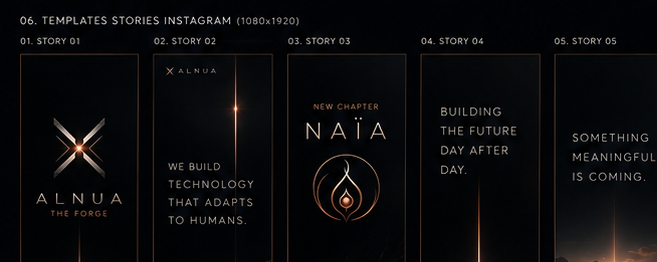 06. TEMPLATES STORIES INSTAGRAM (1080x1920)
01. STORY 01
02. STORY 02
03. STORY 03
04. STORY 04
05. STORY 05
ALNUA
THE FORGE
ALNUA
WE BUILD
TECHNOLOGY
THAT ADAPTS
TO HUMANS.
NEW CHAPTER
NAÏA
BUILDING
THE FUTURE
DAY AFTER
DAY.
SOMETHING
MEANINGFUL
IS COMING.